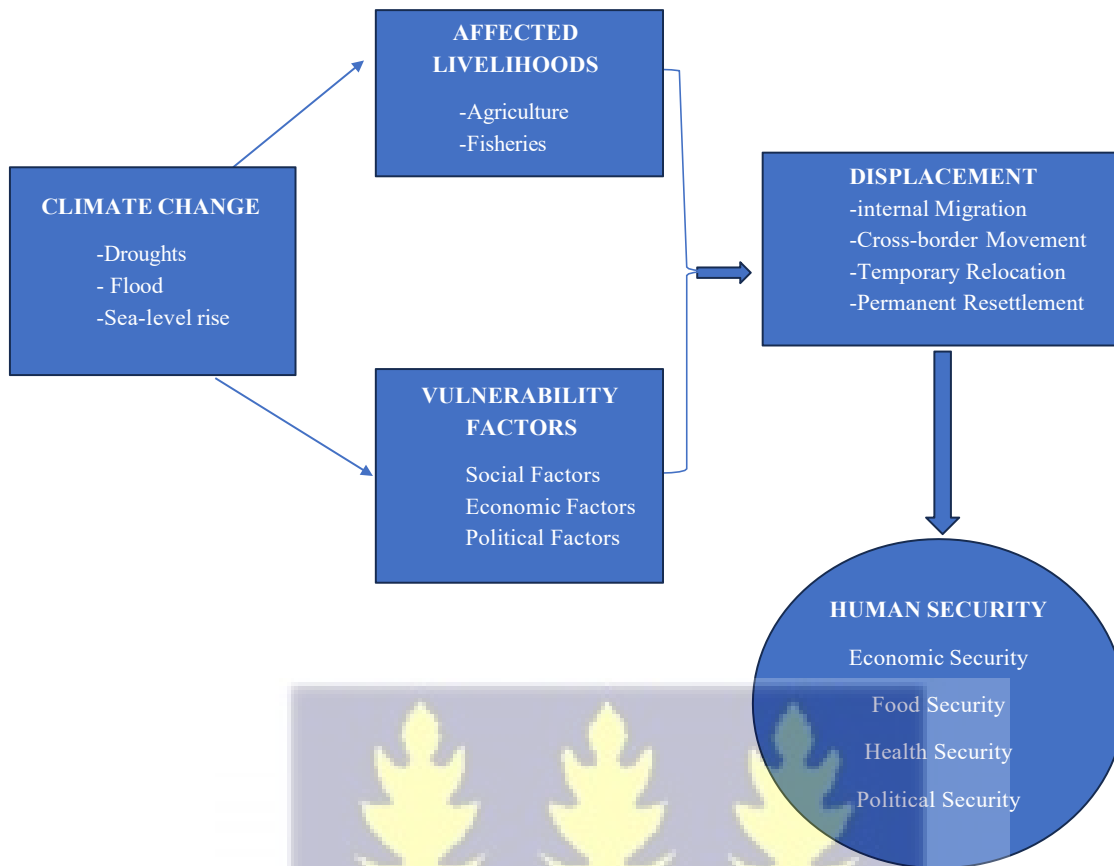 AFFECTED
LIVELIHOODS
-Agriculture
-Fisheries
CLIMATE CHANGE
-Droughts
- Flood
-Sea-level rise
VULNERABILITY
FACTORS
Social Factors
Economic Factors
Political Factors
DISPLACEMENT
-internal Migration
-Cross-border Movement
-Temporary Relocation
-Permanent Resettlement
HUMAN SECURITY
Economic Security
Food Security
Health Security
Political Security